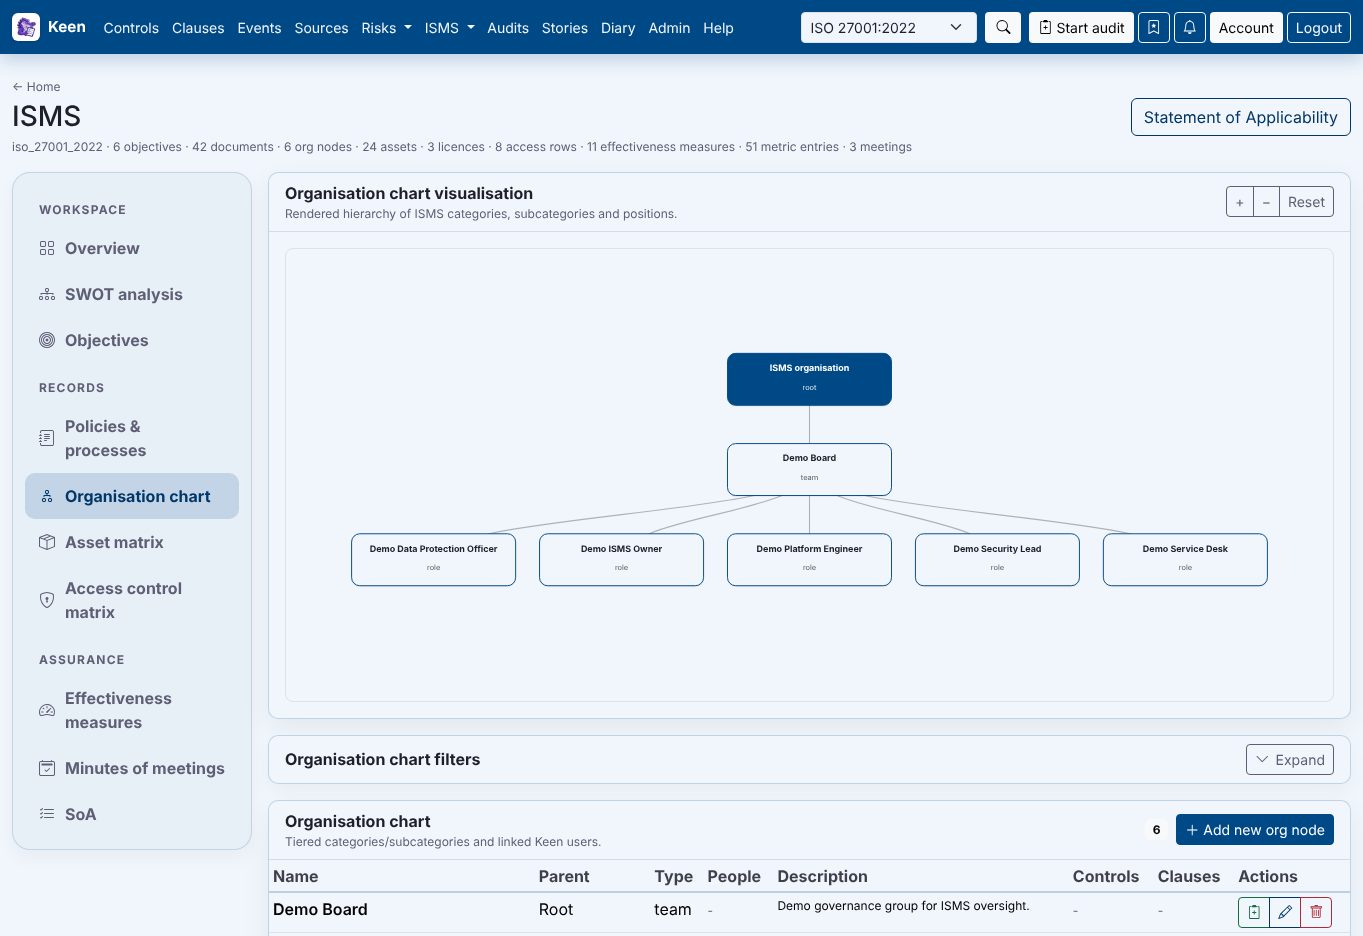 Keen Controls Clauses Events Sources Risks ISMS Audits Stories Diary Admin Help ISO 27001:2022 Start audit Account Logout
← Home
ISMS
Statement of Applicability
iso_27001_2022 · 6 objectives · 42 documents · 6 org nodes · 24 assets · 3 licences · 8 access rows · 11 effectiveness measures · 51 metric entries · 3 meetings
WORKSPACE
Overview
SWOT analysis
Objectives
RECORDS
Policies &
processes
Organisation chart
Asset matrix
Access control
matrix
ASSURANCE
Effectiveness
measures
Minutes of meetings
SoA
Organisation chart visualisation
Rendered hierarchy of ISMS categories, subcategories and positions.
+ − Reset
ISMS organisation
root
Demo Board
team
Demo Data Protection Officer
role
Demo ISMS Owner
role
Demo Platform Engineer
role
Demo Security Lead
role
Demo Service Desk
role
Organisation chart filters
Expand
Organisation chart
Tiered categories/subcategories and linked Keen users.
6
+ Add new org node
Name Parent Type People Description Controls Clauses Actions
Demo Board Root team - Demo governance group for ISMS oversight. - -